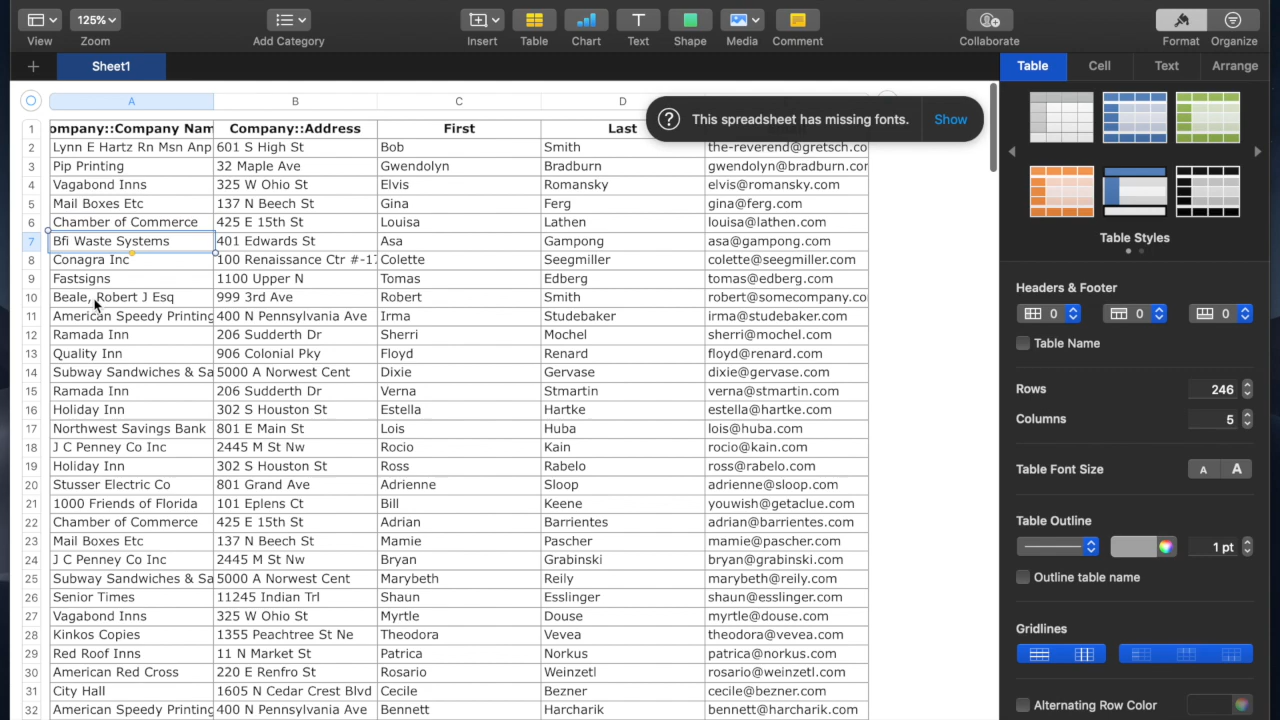 View 125% Zoom Add Category Insert Table Chart Text Shape Media Comment Collaborate Format Organize
Sheet1
Table Cell Text Arrange
This spreadsheet has missing fonts. Show
A B C D
1 ompany::Company Nam Company::Address First Last
2 Lynn E Hartz Rn Msn Anp 601 S High St Bob Smith the-reverend@gretsch.co
3 Pip Printing 32 Maple Ave Gwendolyn Bradburn gwendolyn@bradburn.con
4 Vagabond Inns 325 W Ohio St Elvis Romansky elvis@romansky.com
5 Mail Boxes Etc 137 N Beech St Gina Ferg gina@ferg.com
6 Chamber of Commerce 425 E 15th St Louisa Lathen louisa@lathen.com
7 Bfi Waste Systems 401 Edwards St Asa Gampong asa@gampong.com
8 Conagra Inc 100 Renaissance Ctr #-17 Colette Seegmiller colette@seegmiller.com
9 Fastsigns 1100 Upper N Tomas Edberg tomas@edberg.com
10 Beale, Robert J Esq 999 3rd Ave Robert Smith robert@somecompany.co
11 American Speedy Printing 400 N Pennsylvania Ave Irma Studebaker irma@studebaker.com
12 Ramada Inn 206 Sudderth Dr Sherri Mochel sherri@mochel.com
13 Quality Inn 906 Colonial Pky Floyd Renard floyd@renard.com
14 Subway Sandwiches & Sa 5000 A Norwest Cent Dixie Gervase dixie@gervase.com
15 Ramada Inn 206 Sudderth Dr Verna Stmartin verna@stmartin.com
16 Holiday Inn 302 S Houston St Estella Hartke estella@hartke.com
17 Northwest Savings Bank 801 E Main St Lois Huba lois@huba.com
18 J C Penney Co Inc 2445 M St Nw Rocio Kain rocio@kain.com
19 Holiday Inn 302 S Houston St Ross Rabelo ross@rabelo.com
20 Stusser Electric Co 801 Grand Ave Adrienne Sloop adrienne@sloop.com
21 1000 Friends of Florida 101 Eplens Ct Bill Keene youwish@getaclue.com
22 Chamber of Commerce 425 E 15th St Adrian Barrientes adrian@barrientes.com
23 Mail Boxes Etc 137 N Beech St Mamie Pascher mamie@pascher.com
24 J C Penney Co Inc 2445 M St Nw Bryan Grabinski bryan@grabinski.com
25 Subway Sandwiches & Sa 5000 A Norwest Cent Marybeth Reily marybeth@reily.com
26 Senior Times 11245 Indian Trl Shaun Esslinger shaun@esslinger.com
27 Vagabond Inns 325 W Ohio St Myrtle Douse myrtle@douse.com
28 Kinkos Copies 1355 Peachtree St Ne Theodora Vevea theodora@vevea.com
29 Red Roof Inns 11 N Market St Patrica Norkus patrica@norkus.com
30 American Red Cross 220 E Renfro St Rosario Weinzetl rosario@weinzetl.com
31 City Hall 1605 N Cedar Crest Blvd Cecile Bezner cecile@bezner.com
32 American Speedy Printing 400 N Pennsylvania Ave Bennett Harcharik bennett@harcharik.com
Table Styles
Headers & Footer
0 0 0
Table Name
Rows 246
Columns 5
Table Font Size A A
Table Outline
1 pt
Outline table name
Gridlines
Alternating Row Color